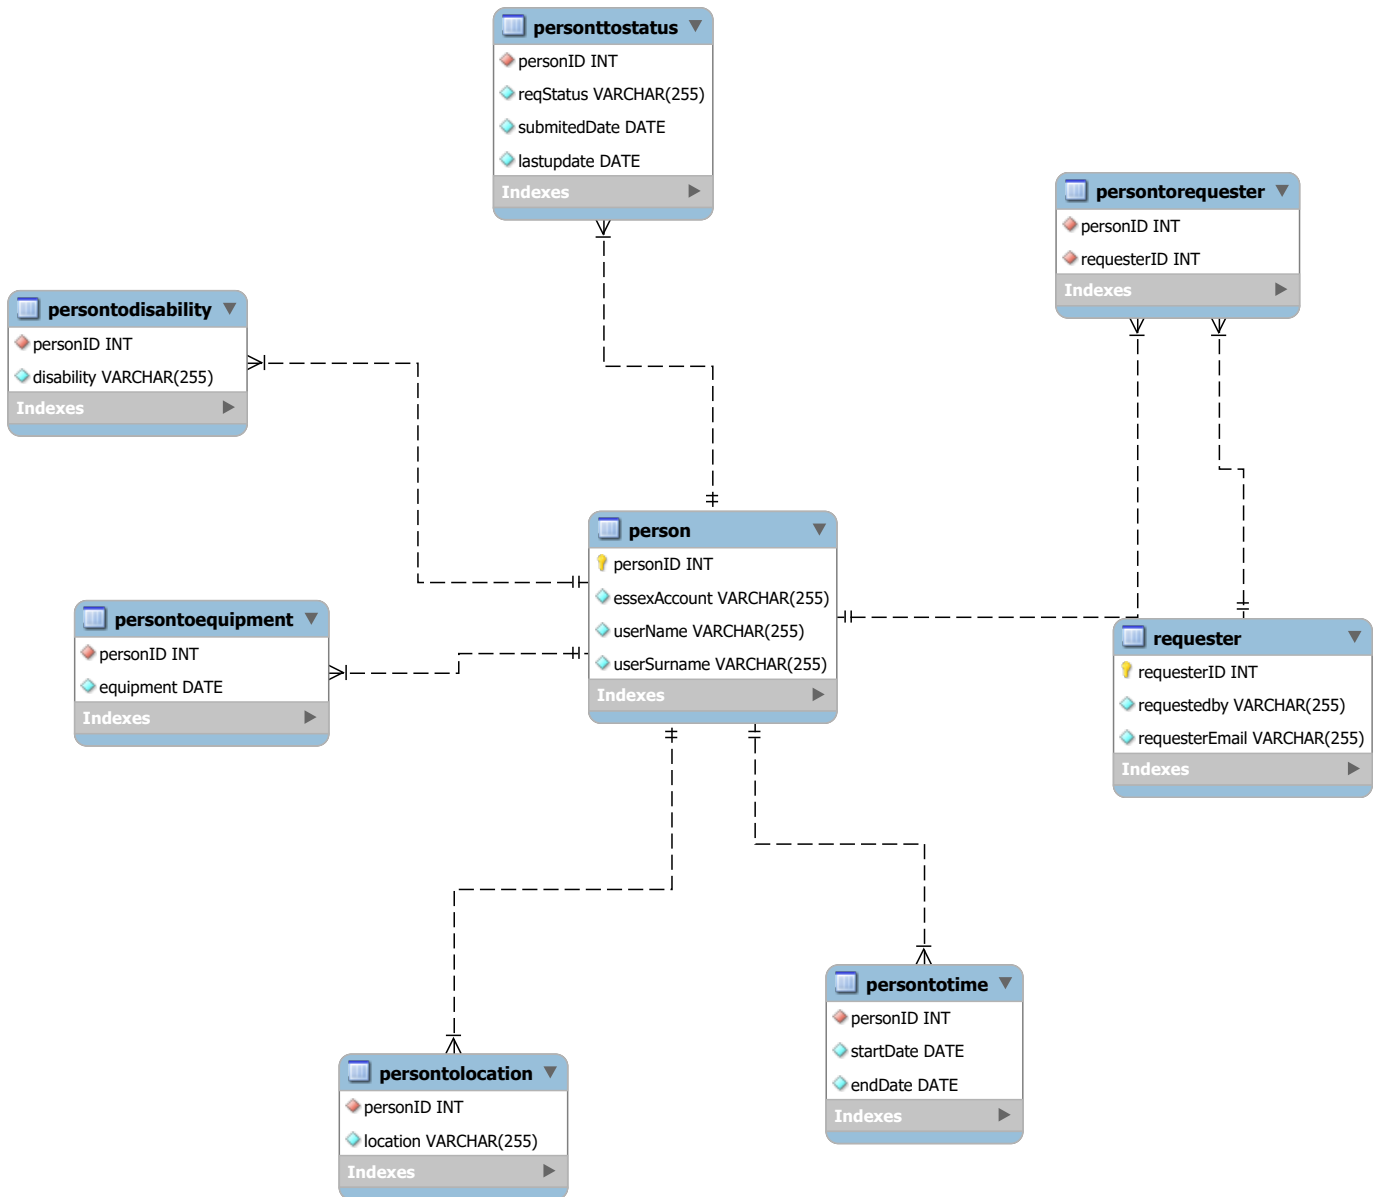 personttostatus
personID INT
reqStatus VARCHAR(255)
submitedDate DATE
lastupdate DATE
Indexes
persontorequester
personID INT
requesterID INT
Indexes
persontodisability
personID INT
disability VARCHAR(255)
Indexes
person
personID INT
essexAccount VARCHAR(255)
userName VARCHAR(255)
userSurname VARCHAR(255)
Indexes
persontoequipment
personID INT
equipment DATE
Indexes
requester
requesterID INT
requestedby VARCHAR(255)
requesterEmail VARCHAR(255)
Indexes
persontotime
personID INT
startDate DATE
endDate DATE
Indexes
persontolocation
personID INT
location VARCHAR(255)
Indexes